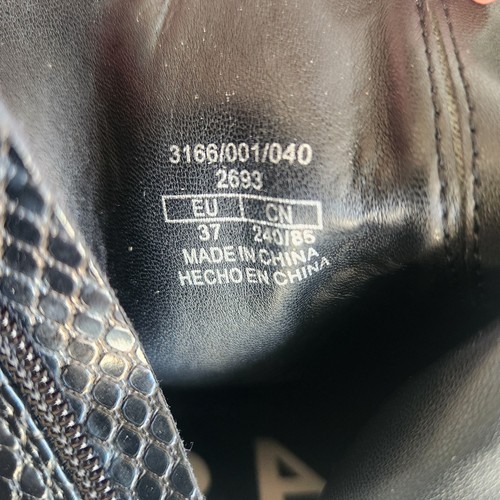 3166/001/040
2693
EU CN
37 240/85
MADE IN CHINA
HECHO EN CHINA